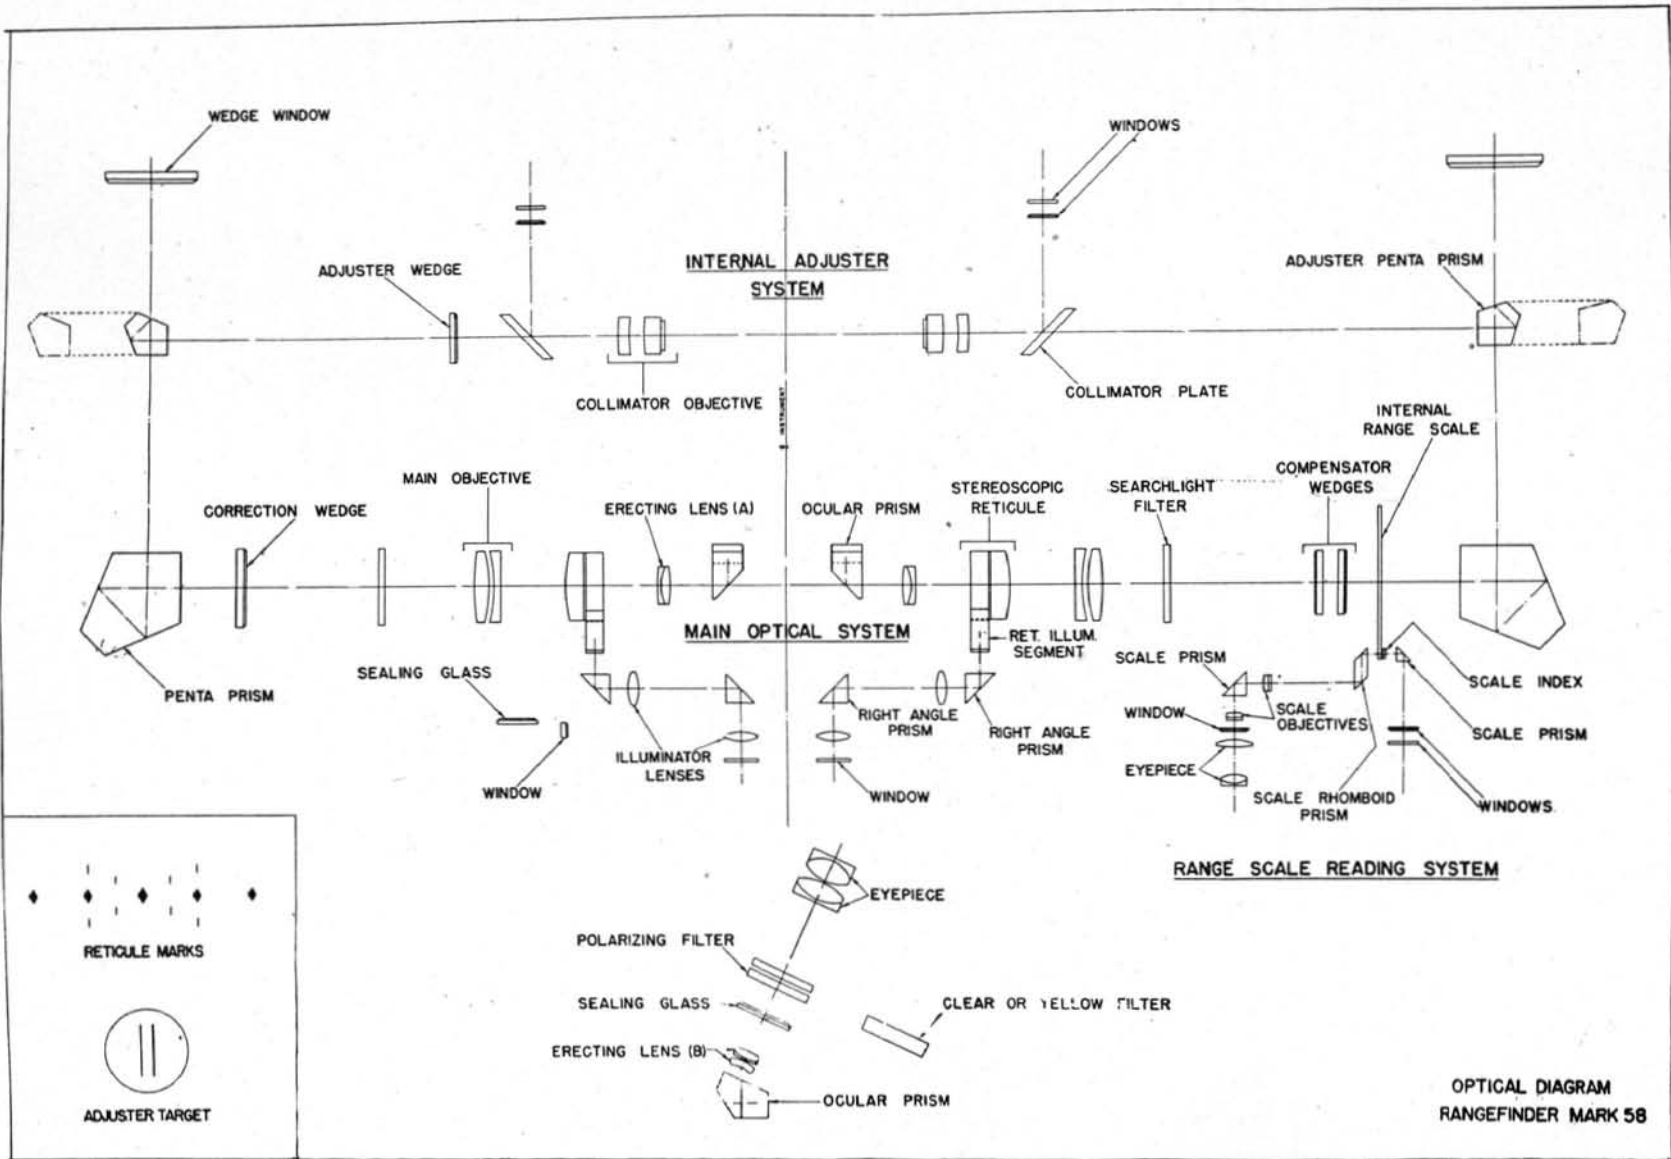 WEDGE WINDOW
WINDOWS
INTERNAL ADJUSTER
SYSTEM
ADJUSTER WEDGE
ADJUSTER PENTA PRISM
COLLIMATOR OBJECTIVE
INSTRUMENT
COLLIMATOR PLATE
INTERNAL
RANGE SCALE
MAIN OBJECTIVE
CORRECTION WEDGE
ERECTING LENS (A)
OCULAR PRISM
STEREOSCOPIC
RETICULE
SEARCHLIGHT
FILTER
COMPENSATOR
WEDGES
MAIN OPTICAL SYSTEM
RET. ILLUM.
SEGMENT
PENTA PRISM
SEALING GLASS
WINDOW
ILLUMINATOR
LENSES
RIGHT ANGLE
PRISM
RIGHT ANGLE
PRISM
WINDOW
SCALE PRISM
WINDOW
EYEPIECE
SCALE
OBJECTIVES
SCALE RHOMBOID
PRISM
SCALE INDEX
SCALE PRISM
WINDOWS.
RANGE SCALE READING SYSTEM
EYEPIECE
POLARIZING FILTER
SEALING GLASS
CLEAR OR YELLOW FILTER
ERECTING LENS (B)
OCULAR PRISM
RETICULE MARKS
ADJUSTER TARGET
OPTICAL DIAGRAM
RANGEFINDER MARK 58